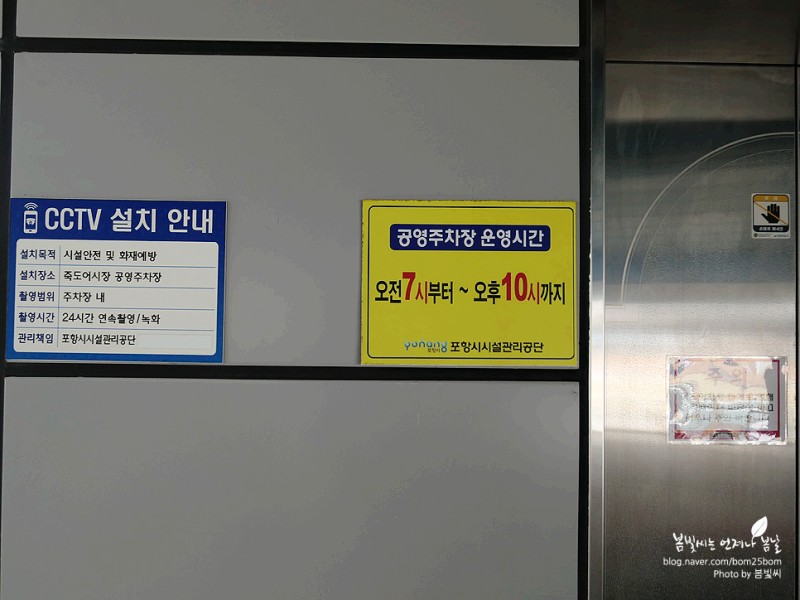 CCTV 설치 안내
설치목적 시설안전 및 화재예방
설치장소 죽도어시장 공영주차장
촬영범위 주차장 내
촬영시간 24시간 연속촬영/녹화
관리책임 포항시시설관리공단
공영주차장 운영시간
오전7시부터 ~ 오후10시까지
포항시시설관리공단
주의
봄빛씨는 언제나 봄날
blog.naver.com/bom25bom
Photo by 봄빛씨